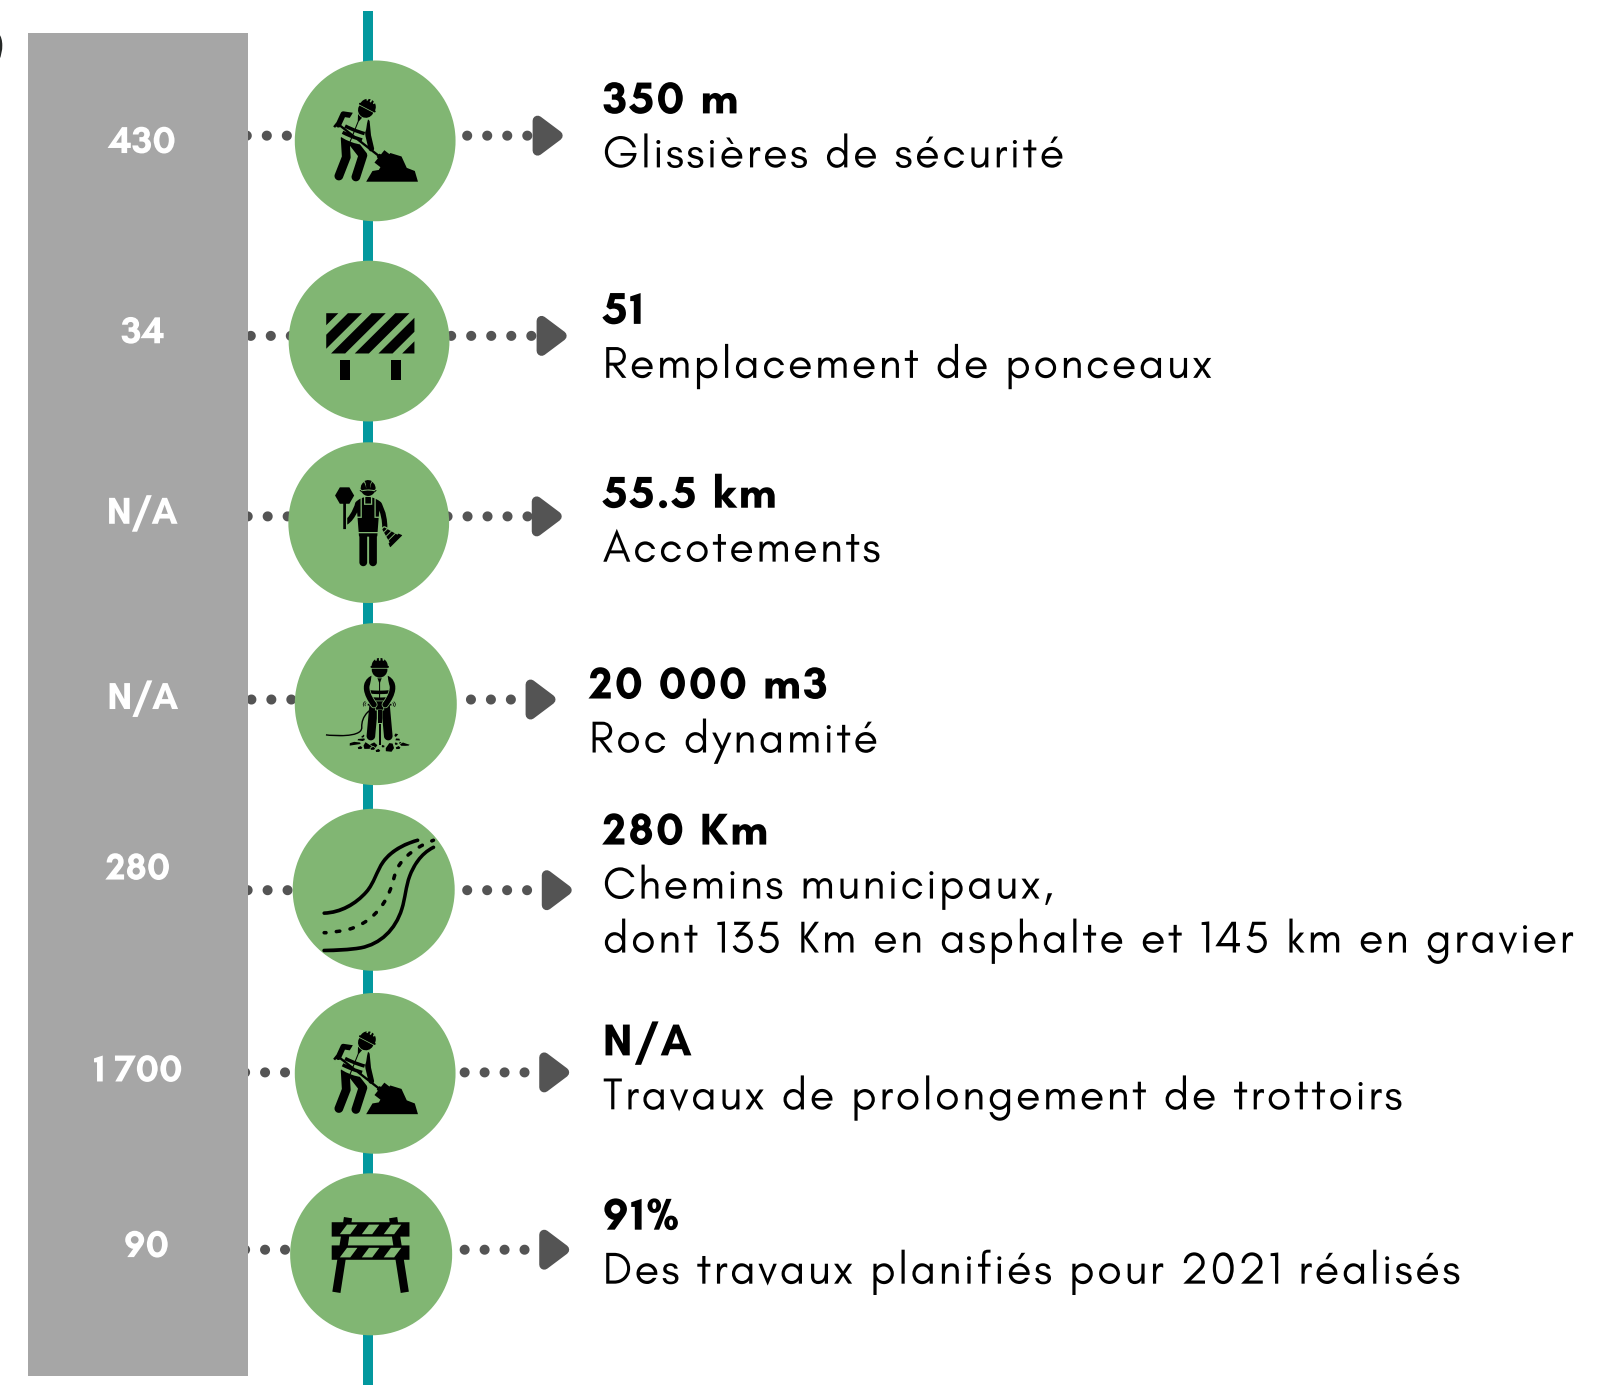 430
350 m
Glissières de sécurité
34
51
Remplacement de ponceaux
N/A
55.5 km
Accotements
N/A
20 000 m3
Roc dynamité
280
280 Km
Chemins municipaux,
dont 135 Km en asphalte et 145 km en gravier
1 700
N/A
Travaux de prolongement de trottoirs
90
91%
Des travaux planifiés pour 2021 réalisés